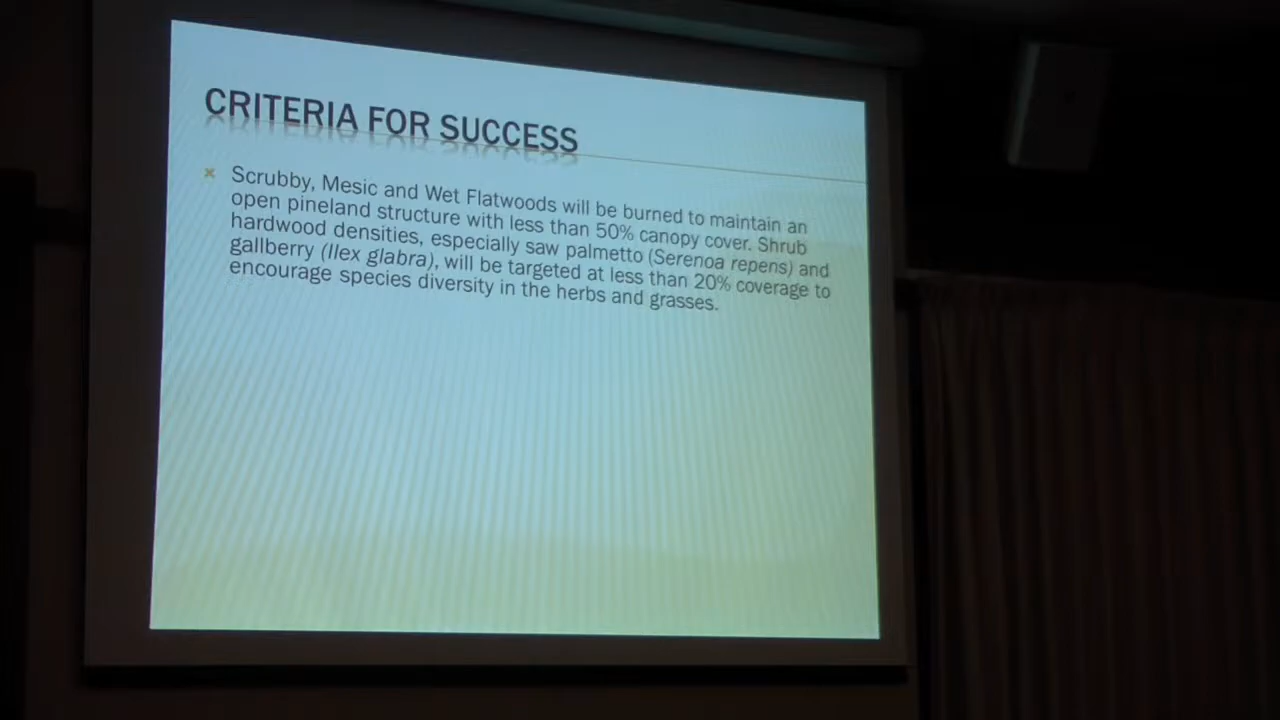 CRITERIA FOR SUCCESS
Scrubby, Mesic and Wet Flatwoods will be burned to maintain an
open pineland structure with less than 50% canopy cover. Shrub
hardwood densities, especially saw palmetto (Serenoa repens) and
gallberry (Ilex glabra), will be targeted at less than 20% coverage to
encourage species diversity in the herbs and grasses.